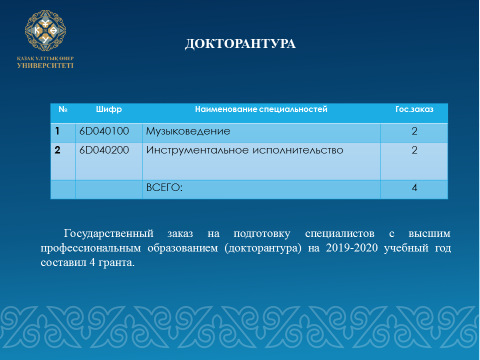 ҚАЗАҚ ҰЛТТЫҚ ӨНЕР
УНИВЕРСИТЕТІ
ДОКТОРАНТУРА
№ Шифр Наименование специальностей Гос.заказ
1 6D040100 Музыковедение 2
2 6D040200 Инструментальное исполнительство 2
ВСЕГО: 4
Государственный заказ на подготовку специалистов с высшим
профессиональным образованием (докторантура) на 2019-2020 учебный год
составил 4 гранта.